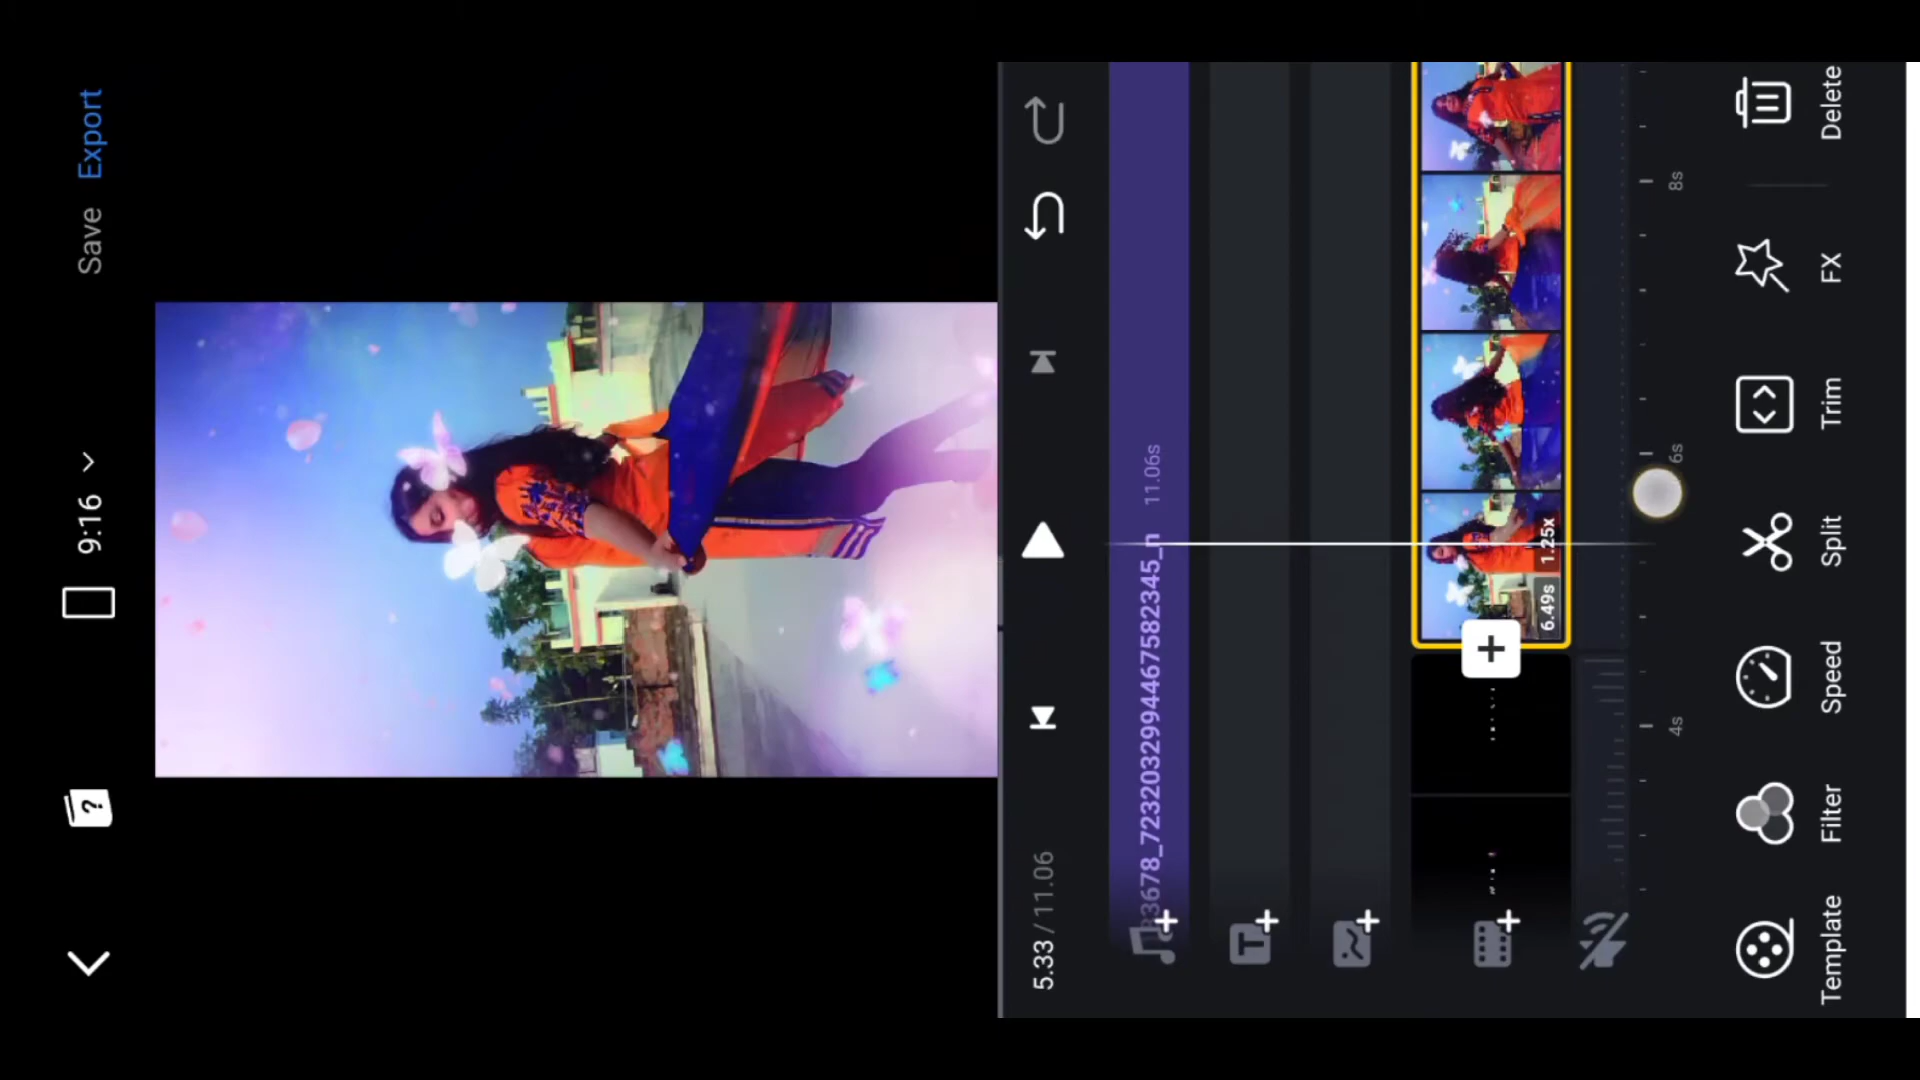 9:16
Save
Export
5.33 / 11.06
33678_7232032994467582345_n
11.06s
6.49s
1.25x
4s
6s
8s
Template
Filter
Speed
Split
Trim
FX
Delete